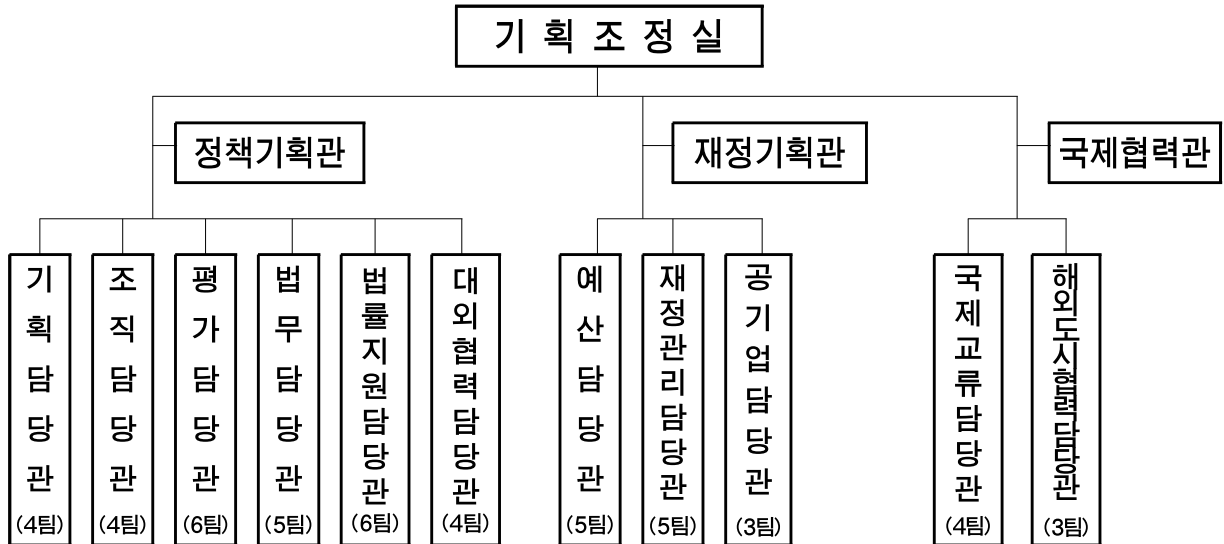 기 획 조 정 실
정책기획관
재정기획관
국제협력관
기획담당관
(4팀)
조직담당관
(4팀)
평가담당관
(6팀)
법무담당관
(5팀)
법률지원담당관
(6팀)
대외협력담당관
(4팀)
예산담당관
(5팀)
재정관리담당관
(5팀)
공기업담당관
(3팀)
국제교류담당관
(4팀)
해외도시협력담당관
(3팀)